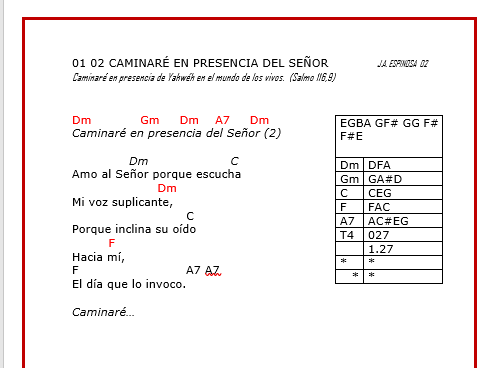 01 02 CAMINARÉ EN PRESENCIA DEL SEÑOR J.A. ESPINOSA 02
Caminaré en presencia de Yahwéh en el mundo de los vivos. (Salmo 116,9)
Dm Gm Dm A7 Dm
Caminaré en presencia del Señor (2)
Dm C
Amo al Señor porque escucha
Dm
Mi voz suplicante,
C
Porque inclina su oído
F
Hacia mí,
F A7 A7
El día que lo invoco.
Caminaré…
EGBA GF# GG F#
F#E
Dm DFA
Gm GA#D
C CEG
F FAC
A7 AC#EG
T4 027
1.27
* *
* *